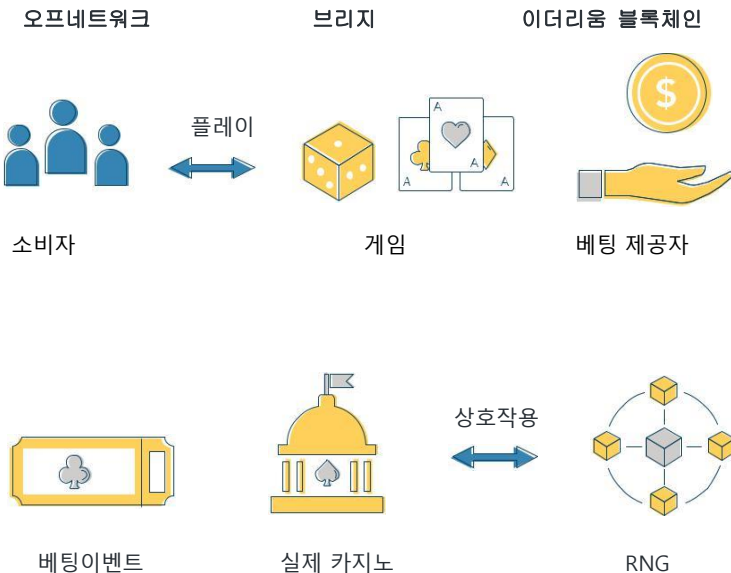 오프네트워크 브리지 이더리움 블록체인
플레이
A
A
A
A
$
소비자 게임 베팅 제공자
상호작용
베팅이벤트 실제 카지노 RNG